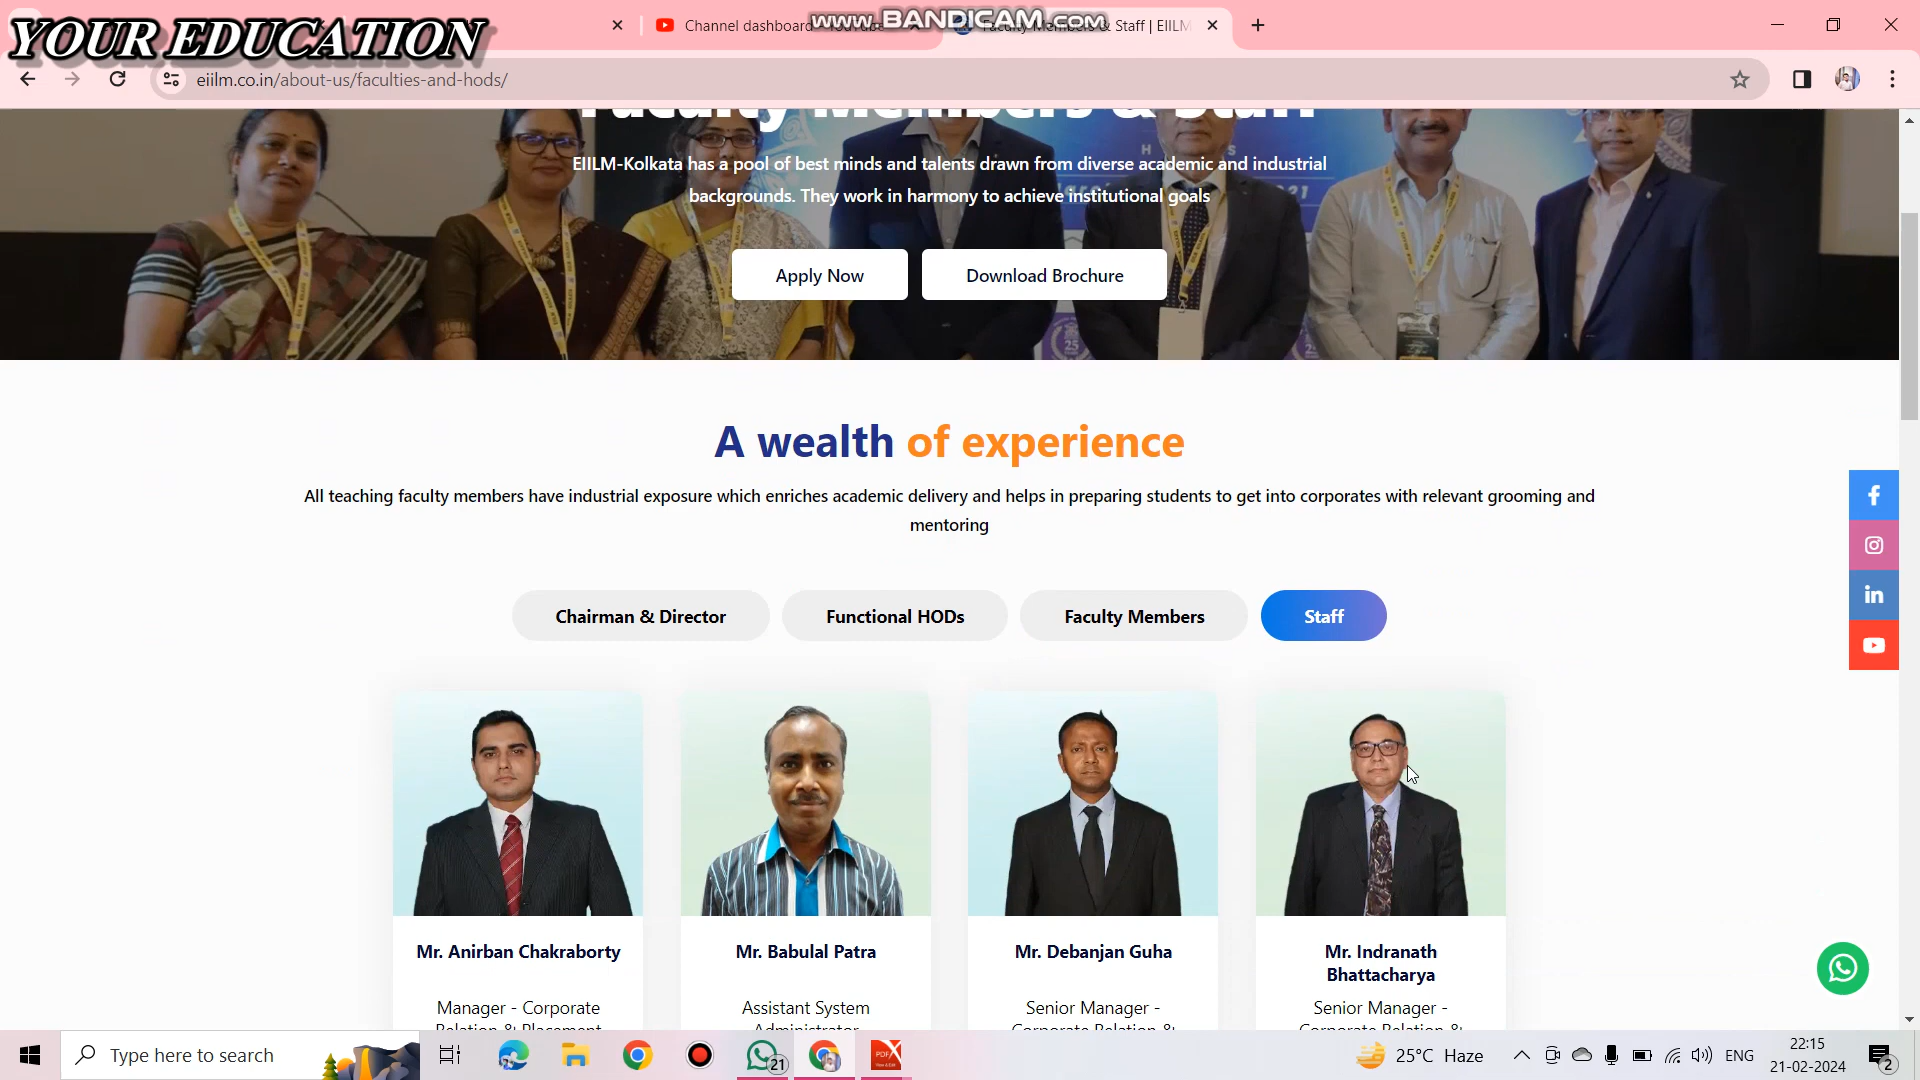 YOUR EDUCATION
www.BANDICAM.COM
Channel dashboard - YouTube
Faculty Members & Staff | EIILM
eiilm.co.in/about-us/faculties-and-hods/
Faculty Members & Staff
EIILM-Kolkata has a pool of best minds and talents drawn from diverse academic and industrial
backgrounds. They work in harmony to achieve institutional goals
Apply Now
Download Brochure
A wealth of experience
All teaching faculty members have industrial exposure which enriches academic delivery and helps in preparing students to get into corporates with relevant grooming and
mentoring
Chairman & Director
Functional HODs
Faculty Members
Staff
Mr. Anirban Chakraborty
Mr. Babulal Patra
Mr. Debanjan Guha
Mr. Indranath
Bhattacharya
Manager - Corporate
Relation & Placement
Assistant System
Administrator
Senior Manager -
Corporate Relation &
Senior Manager -
Corporate Relation &
Type here to search
21
PDF
25°C Haze
ENG
22:15
21-02-2024
2